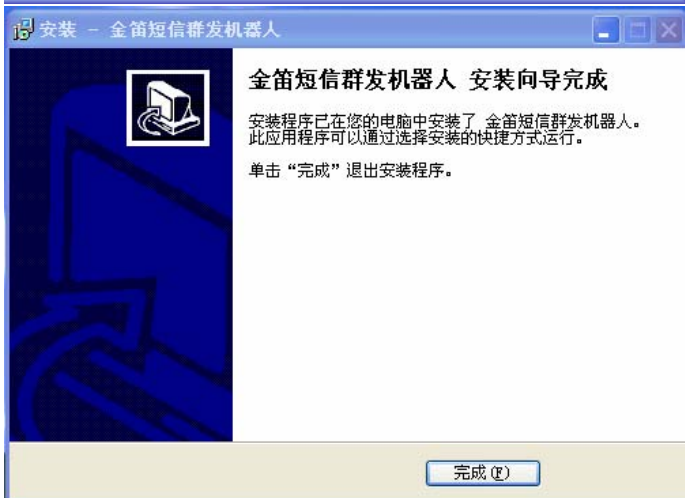 安装 - 金笛短信群发机器人
金笛短信群发机器人 安装向导完成
安装程序已在您的电脑中安装了 金笛短信群发机器人。
此应用程序可以通过选择安装的快捷方式运行。
单击“完成”退出安装程序。
完成(F)